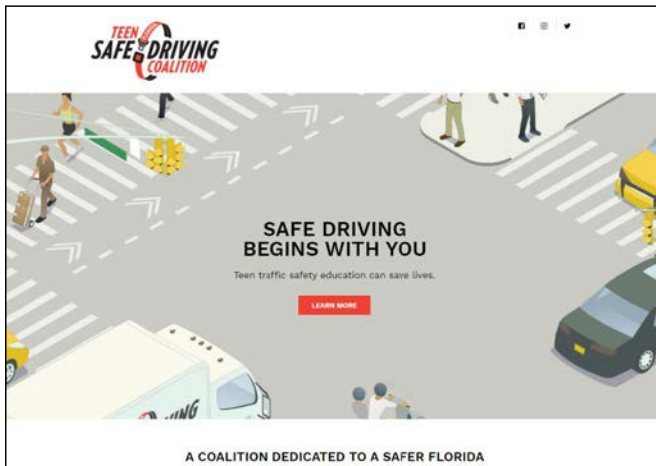 TEEN
SAFE DRIVING
COALITION
SAFE DRIVING
BEGINS WITH YOU
Teen traffic safety education can save lives.
LEARN MORE
VING
A COALITION DEDICATED TO A SAFER FLORIDA